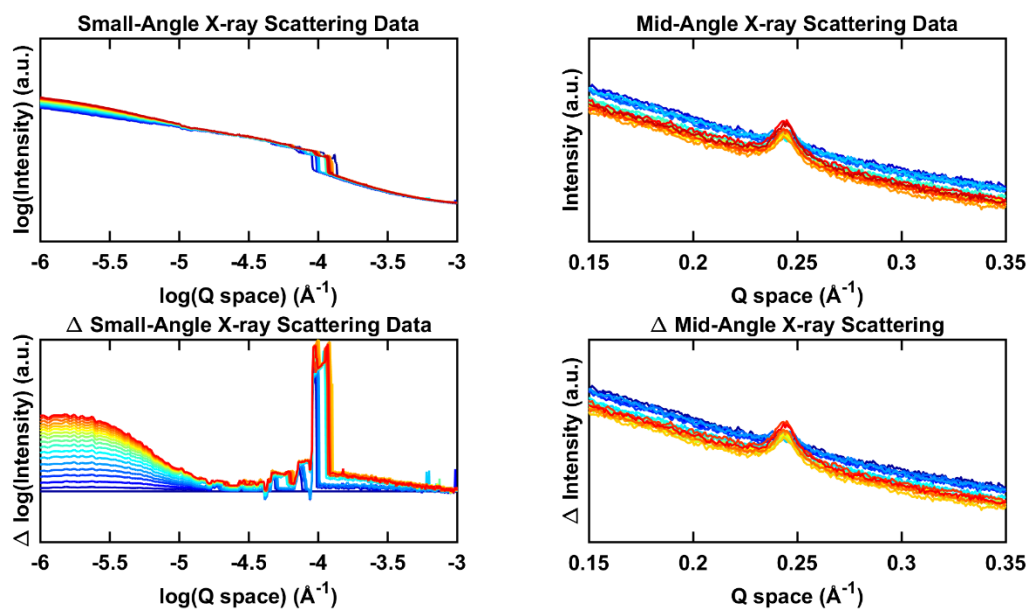 Small-Angle X-ray Scattering Data
log(Intensity) (a.u.)
-6 -5.5 -5 -4.5 -4 -3.5 -3
log(Q space) (Å⁻¹)
Mid-Angle X-ray Scattering Data
Intensity (a.u.)
0.15 0.2 0.25 0.3 0.35
Q space (Å⁻¹)
Δ Small-Angle X-ray Scattering Data
Δ log(Intensity) (a.u.)
-6 -5.5 -5 -4.5 -4 -3.5 -3
log(Q space) (Å⁻¹)
Δ Mid-Angle X-ray Scattering
Δ Intensity (a.u.)
0.15 0.2 0.25 0.3 0.35
Q space (Å⁻¹)